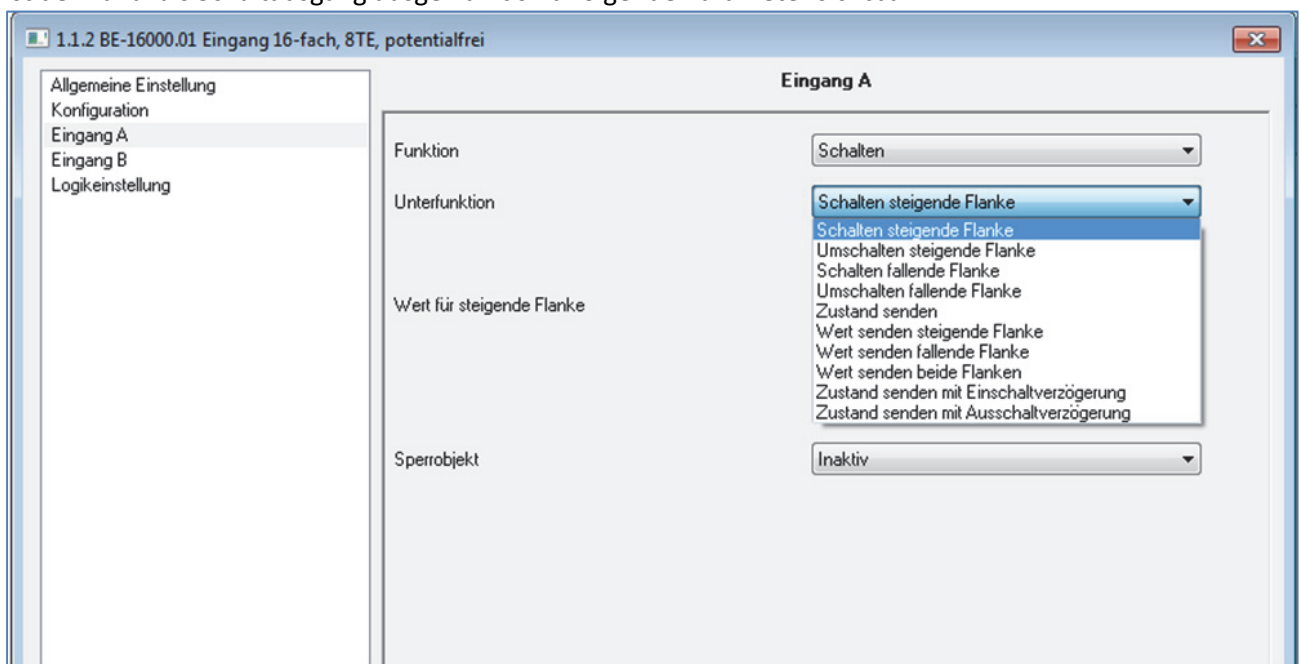 1.1.2 BE-16000.01 Eingang 16-fach, 8TE, potentialfrei
Allgemeine Einstellung
Konfiguration
Eingang A
Eingang B
Logikeinstellung
Eingang A
Funktion
Schalten
Unterfunktion
Schalten steigende Flanke
Schalten steigende Flanke
Umschalten steigende Flanke
Schalten fallende Flanke
Umschalten fallende Flanke
Zustand senden
Wert senden steigende Flanke
Wert senden fallende Flanke
Wert senden beide Flanken
Zustand senden mit Einschaltverzögerung
Zustand senden mit Ausschaltverzögerung
Wert für steigende Flanke
Sperrobjekt
Inaktiv